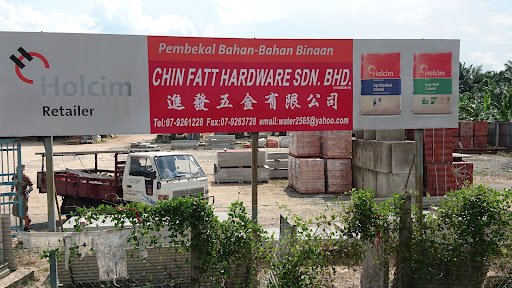 Holcim
Retailer
Pembekal Bahan-Bahan Binaan
CHIN FATT HARDWARE SDN. BHD.
進發五金有限公司
Tel:07-9261228 Fax:07-9263728 email:water2565@yahoo
Holcim
Holcim